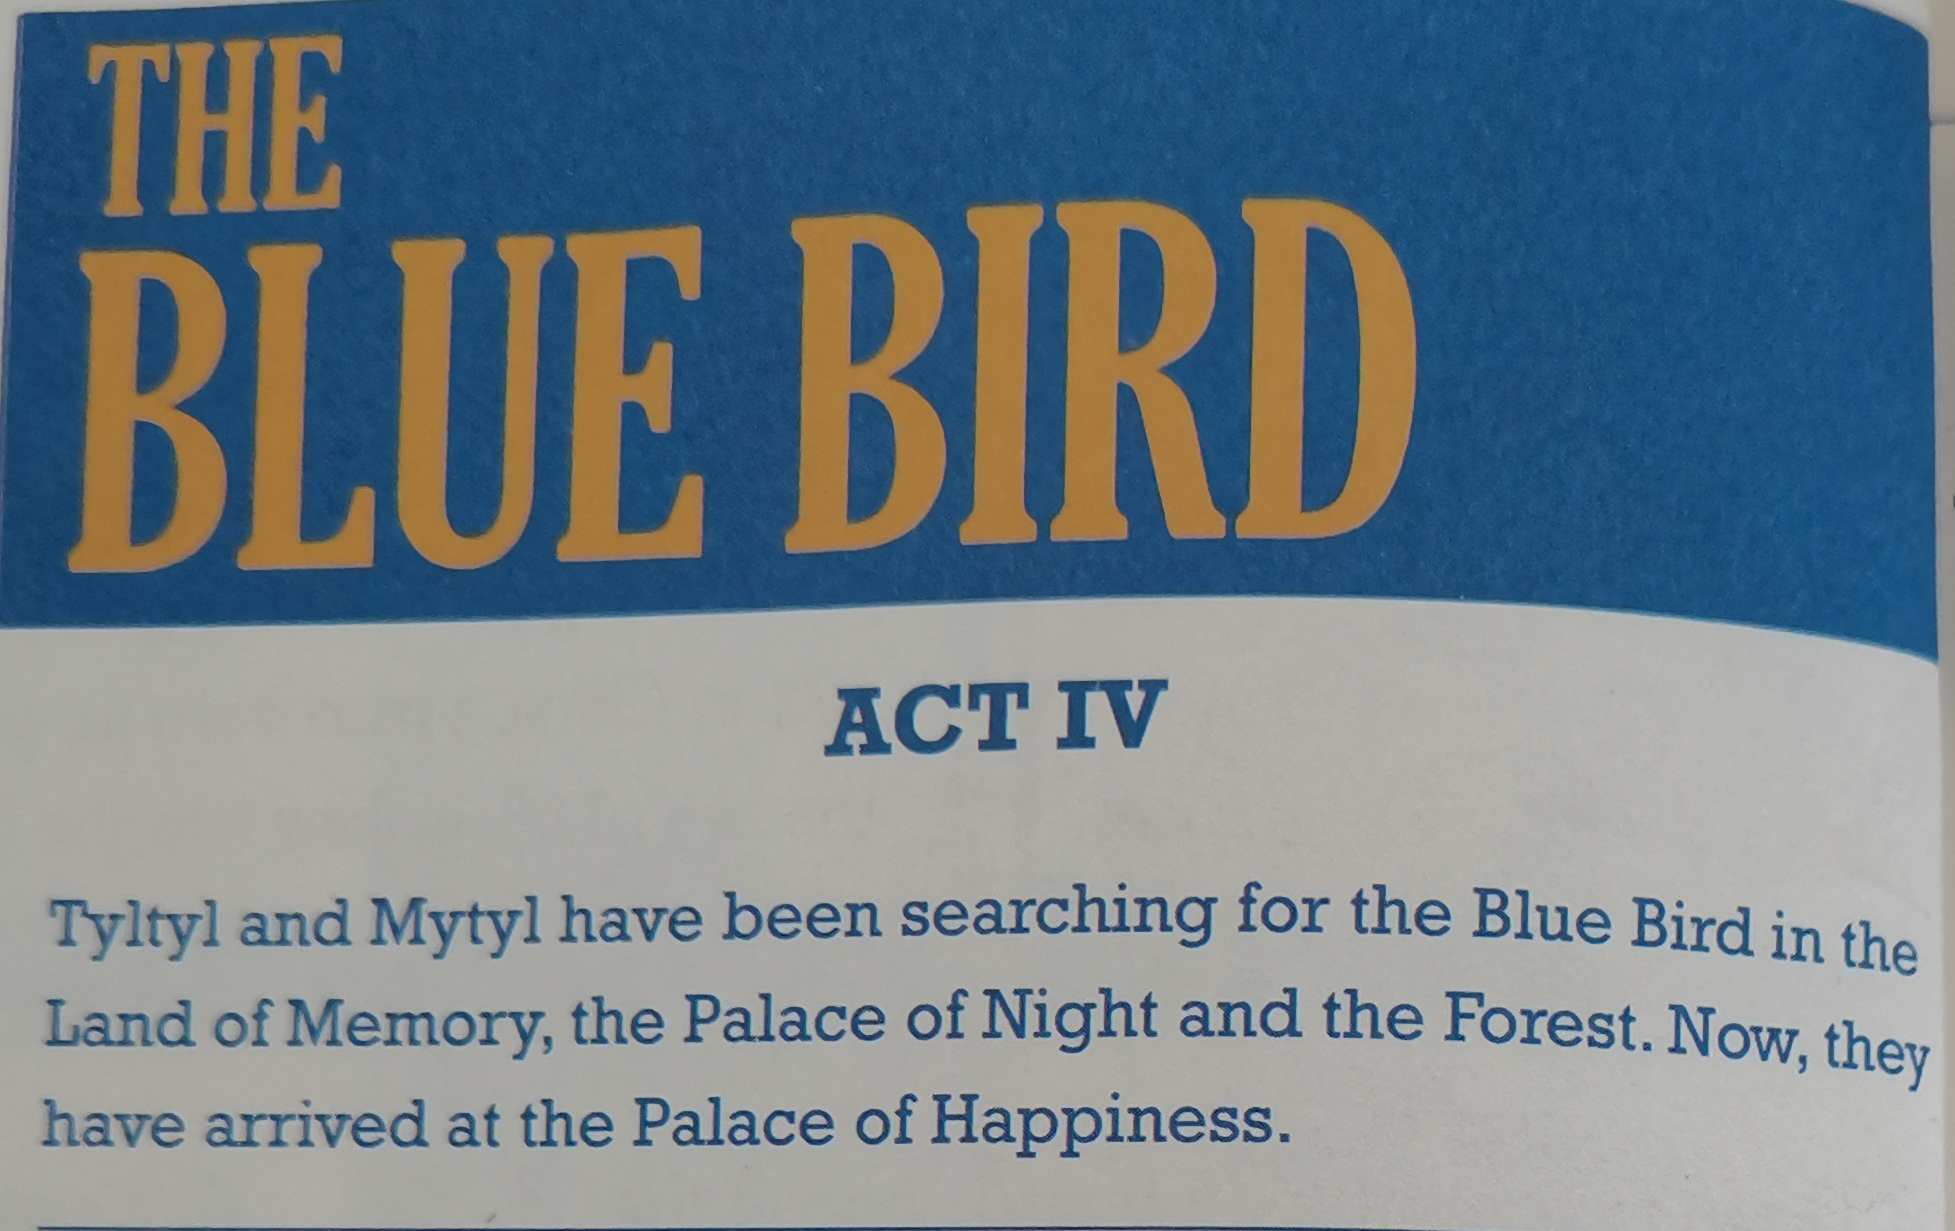 THE
BLUE BIRD
ACT IV
Tyltyl and Mytyl have been searching for the Blue Bird in the
Land of Memory, the Palace of Night and the Forest. Now, they
have arrived at the Palace of Happiness.